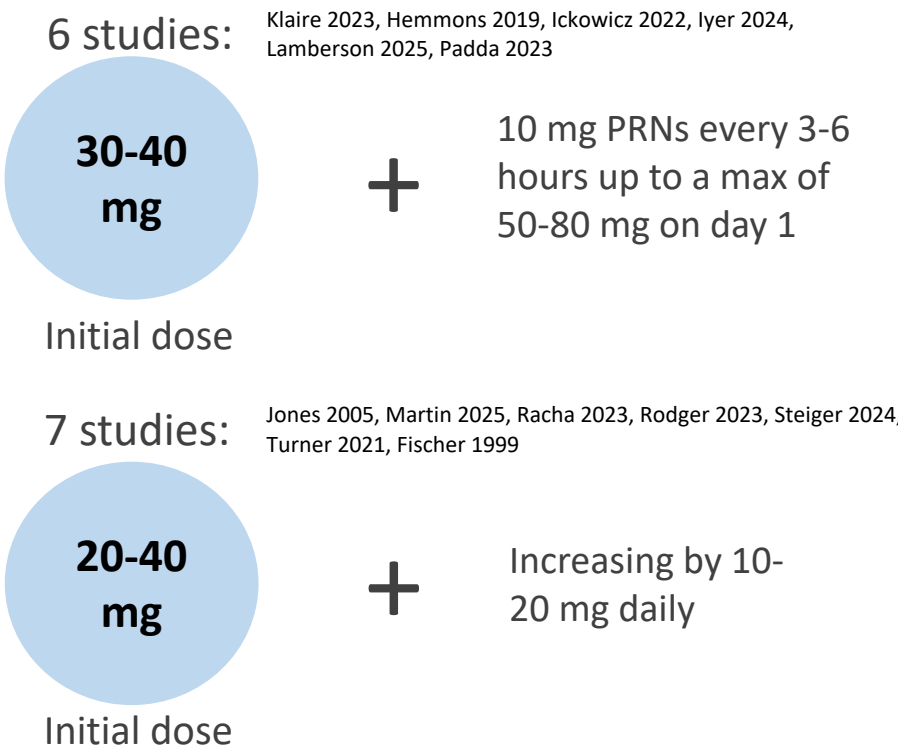 6 studies:
Klaire 2023, Hemmons 2019, Ickowicz 2022, Iyer 2024,
Lamberson 2025, Padda 2023
30-40
mg
+
10 mg PRNs every 3-6
hours up to a max of
50-80 mg on day 1
Initial dose
7 studies:
Jones 2005, Martin 2025, Racha 2023, Rodger 2023, Steiger 2024,
Turner 2021, Fischer 1999
20-40
mg
+
Increasing by 10-
20 mg daily
Initial dose